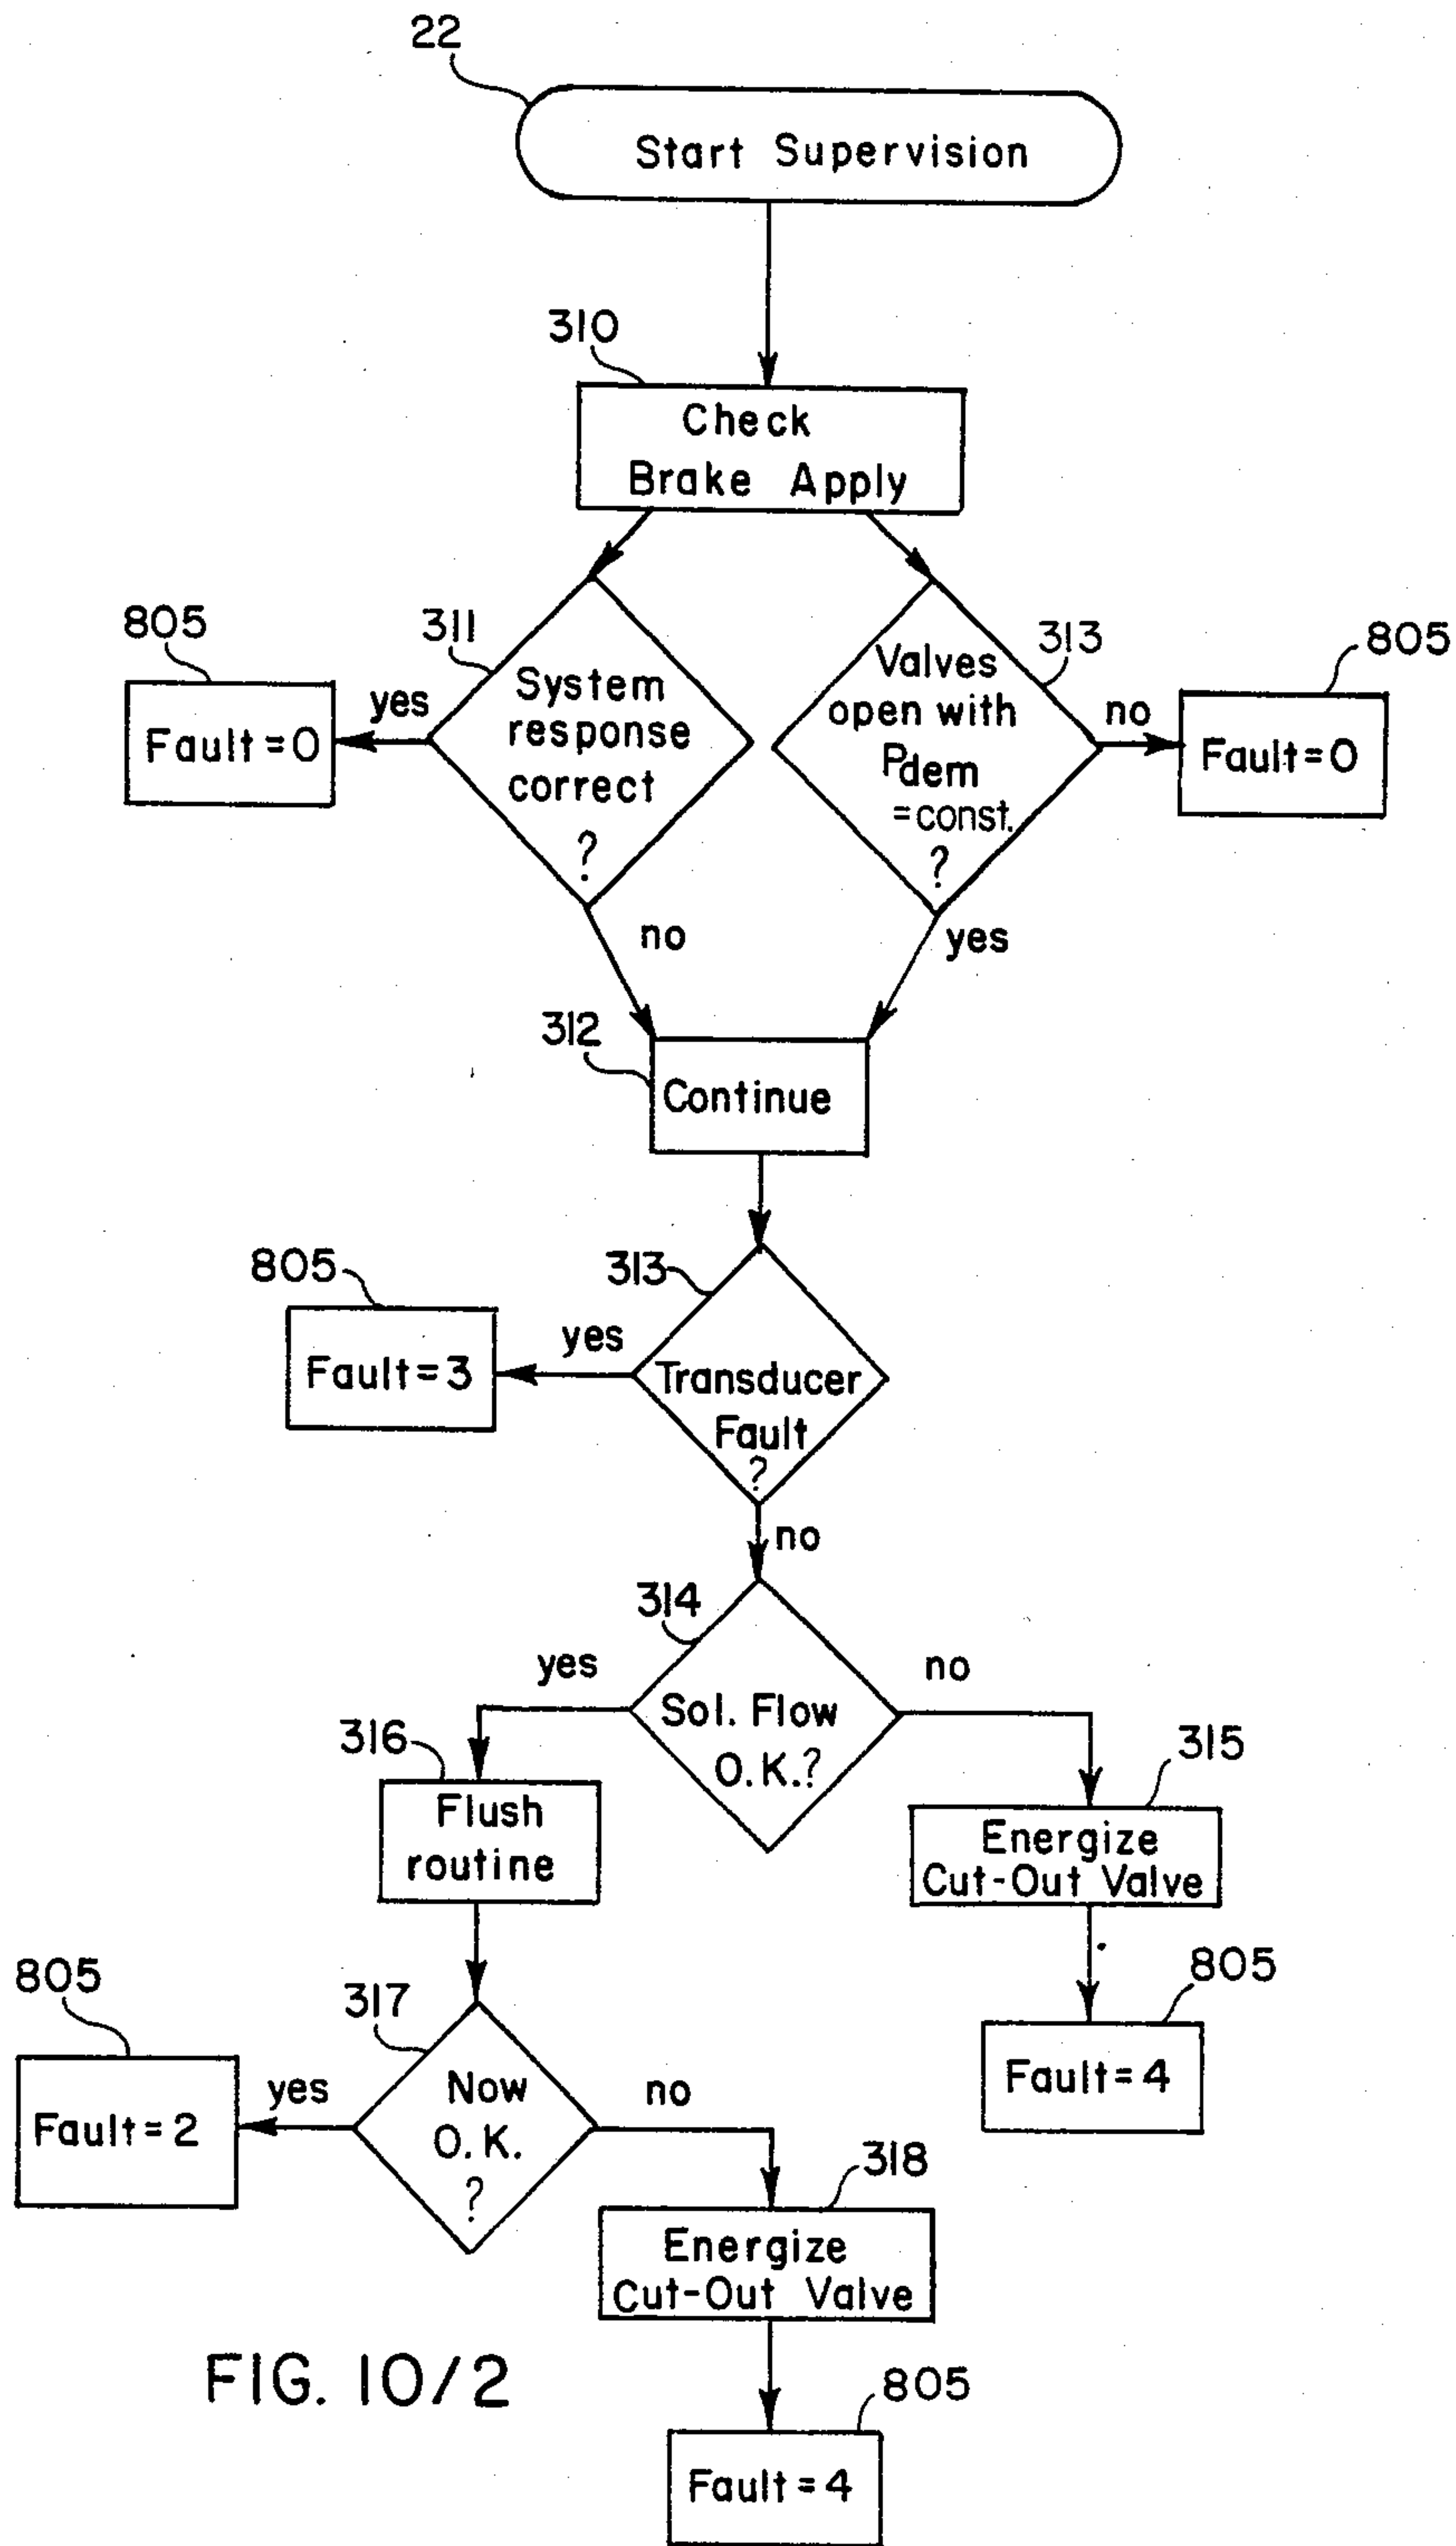 22
Start Supervision
310
Check
Brake Apply
805
311
313
805
yes
System
response
correct
?
Valves
open with
Pdem
=const.
?
no
Fault=0
Fault=0
no
yes
312
Continue
805
313
yes
Fault=3
Transducer
Fault
?
no
314
yes
no
Sol. Flow
O.K.?
316
315
Flush
routine
Energize
Cut-Out Valve
805
317
805
Fault=4
yes
Now
O.K.
?
no
Fault=2
318
Energize
Cut-Out Valve
FIG. 10/2
805
Fault=4